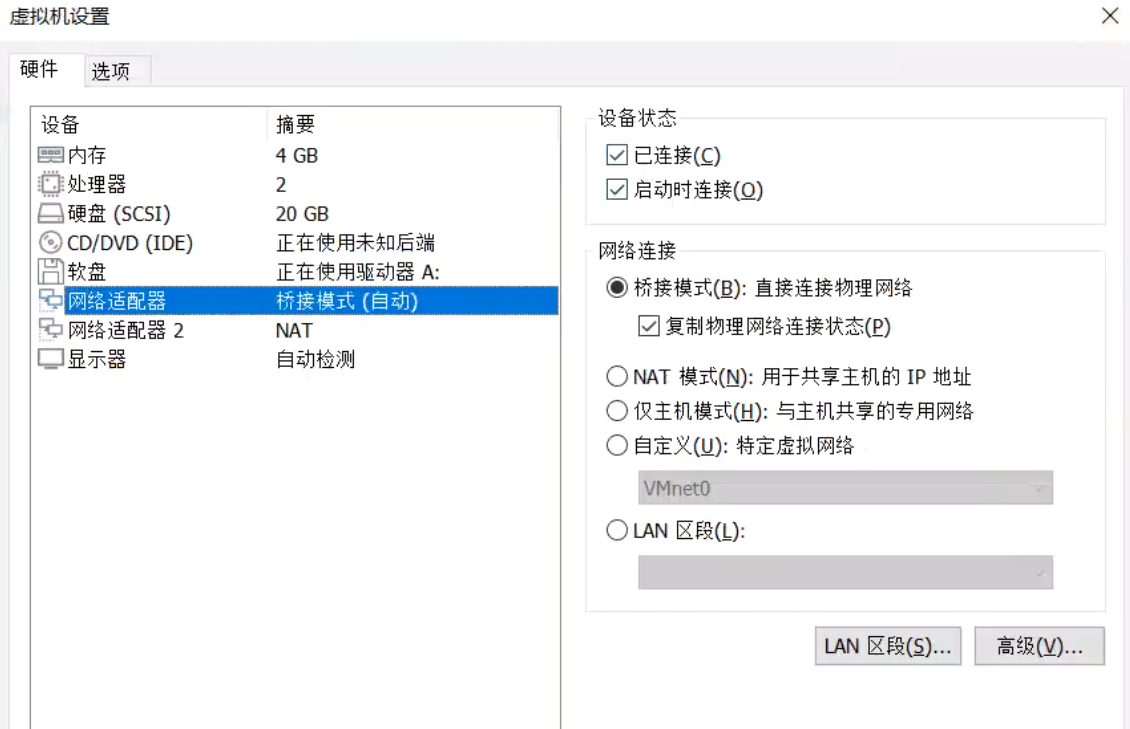 虚拟机设置
硬件 选项
设备 摘要
内存 4 GB
处理器 2
硬盘 (SCSI) 20 GB
CD/DVD (IDE) 正在使用未知后端
软盘 正在使用驱动器 A:
网络适配器 桥接模式 (自动)
网络适配器 2 NAT
显示器 自动检测
设备状态
已连接(C)
启动时连接(O)
网络连接
桥接模式(B): 直接连接物理网络
复制物理网络连接状态(P)
NAT 模式(N): 用于共享主机的 IP 地址
仅主机模式(H): 与主机共享的专用网络
自定义(U): 特定虚拟网络
VMnet0
LAN 区段(L):
LAN 区段(S)... 高级(V)...